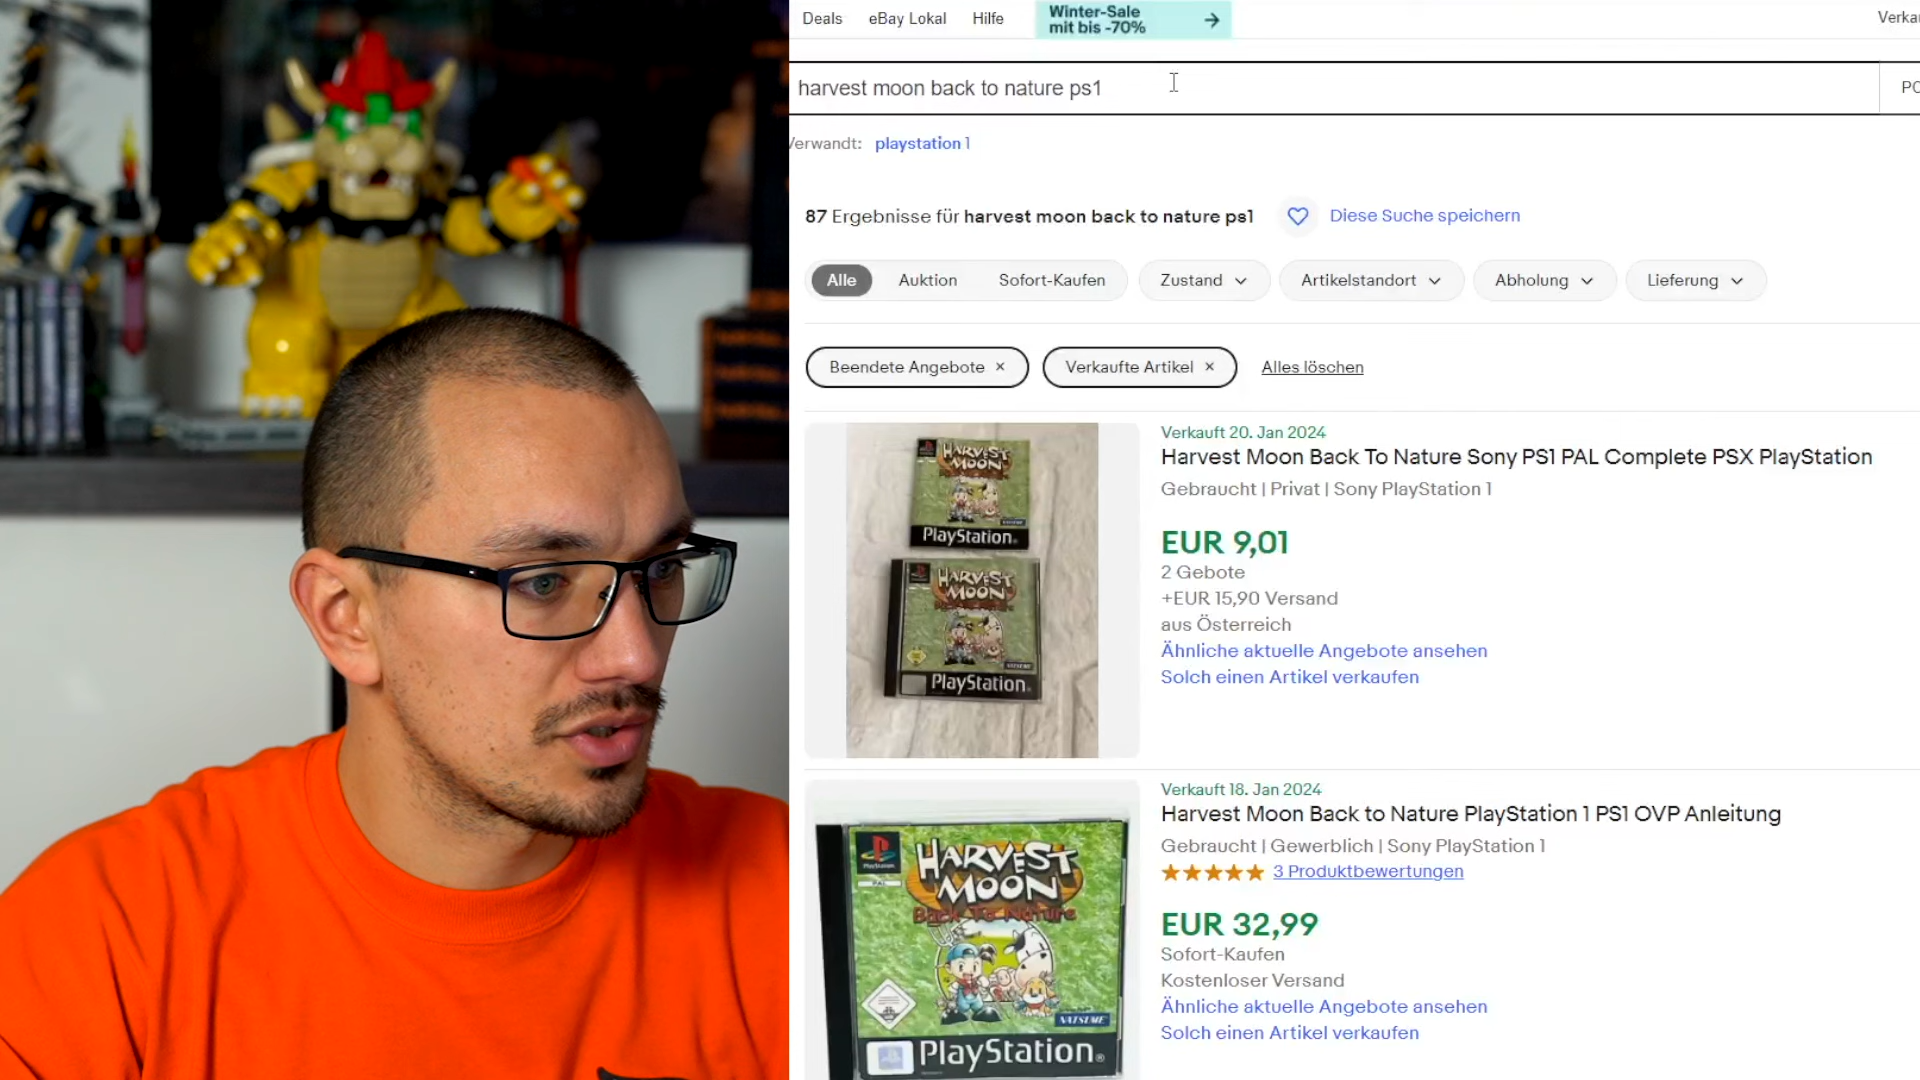 Deals eBay Lokal Hilfe
Winter-Sale
mit bis -70%
harvest moon back to nature ps1
Verwandt: playstation 1
87 Ergebnisse für harvest moon back to nature ps1
Diese Suche speichern
Alle Auktion Sofort-Kaufen Zustand Artikelstandort Abholung Lieferung
Beendete Angebote × Verkaufte Artikel × Alles löschen
Verkauft 20. Jan 2024
Harvest Moon Back To Nature Sony PS1 PAL Complete PSX PlayStation
Gebraucht | Privat | Sony PlayStation 1
EUR 9,01
2 Gebote
+EUR 15,90 Versand
aus Österreich
Ähnliche aktuelle Angebote ansehen
Solch einen Artikel verkaufen
HARVEST
MOON
PlayStation
HARVEST
MOON
PlayStation
Verkauft 18. Jan 2024
Harvest Moon Back to Nature PlayStation 1 PS1 OVP Anleitung
Gebraucht | Gewerblich | Sony PlayStation 1
3 Produktbewertungen
EUR 32,99
Sofort-Kaufen
Kostenloser Versand
Ähnliche aktuelle Angebote ansehen
Solch einen Artikel verkaufen
HARVEST
MOON
Back To Nature
NATSUME
PlayStation